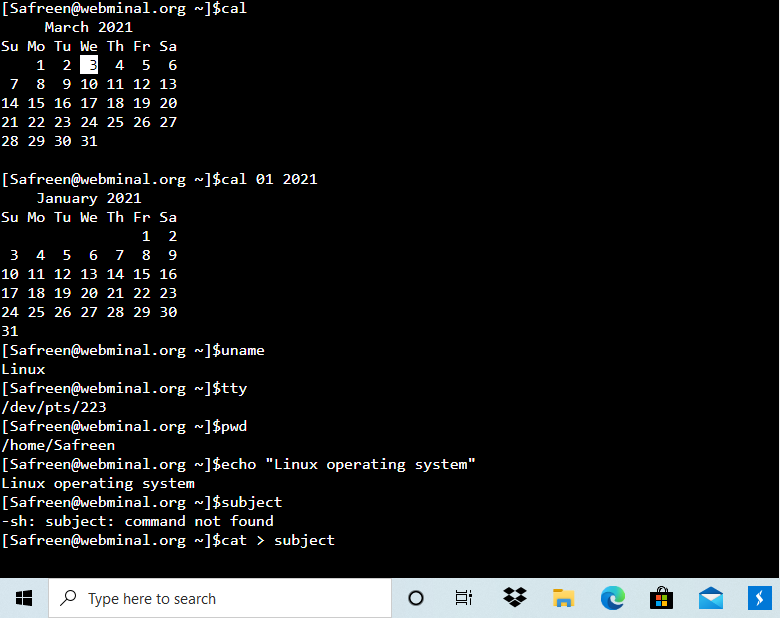 [Safreen@webminal.org ~]$cal
     March 2021
Su Mo Tu We Th Fr Sa
    1  2  3  4  5  6
 7  8  9 10 11 12 13
14 15 16 17 18 19 20
21 22 23 24 25 26 27
28 29 30 31
[Safreen@webminal.org ~]$cal 01 2021
    January 2021
Su Mo Tu We Th Fr Sa
                1  2
 3  4  5  6  7  8  9
10 11 12 13 14 15 16
17 18 19 20 21 22 23
24 25 26 27 28 29 30
31
[Safreen@webminal.org ~]$uname
Linux
[Safreen@webminal.org ~]$tty
/dev/pts/223
[Safreen@webminal.org ~]$pwd
/home/Safreen
[Safreen@webminal.org ~]$echo "Linux operating system"
Linux operating system
[Safreen@webminal.org ~]$subject
-sh: subject: command not found
[Safreen@webminal.org ~]$cat > subject
Type here to search